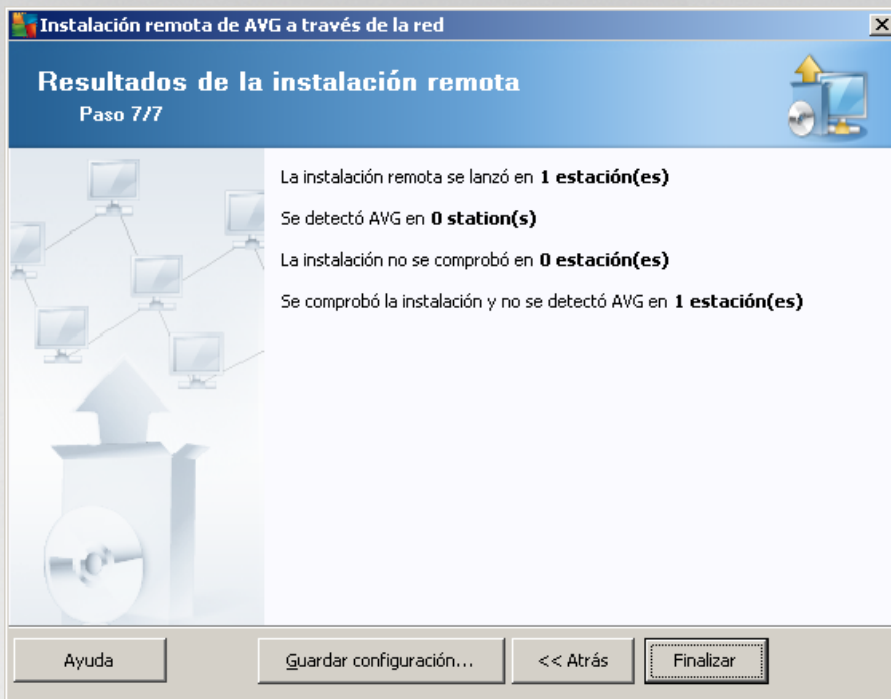 Instalación remota de AVG a través de la red
Resultados de la instalación remota
Paso 7/7
La instalación remota se lanzó en 1 estación(es)
Se detectó AVG en 0 station(s)
La instalación no se comprobó en 0 estación(es)
Se comprobó la instalación y no se detectó AVG en 1 estación(es)
Ayuda
Guardar configuración...
<< Atrás
Finalizar